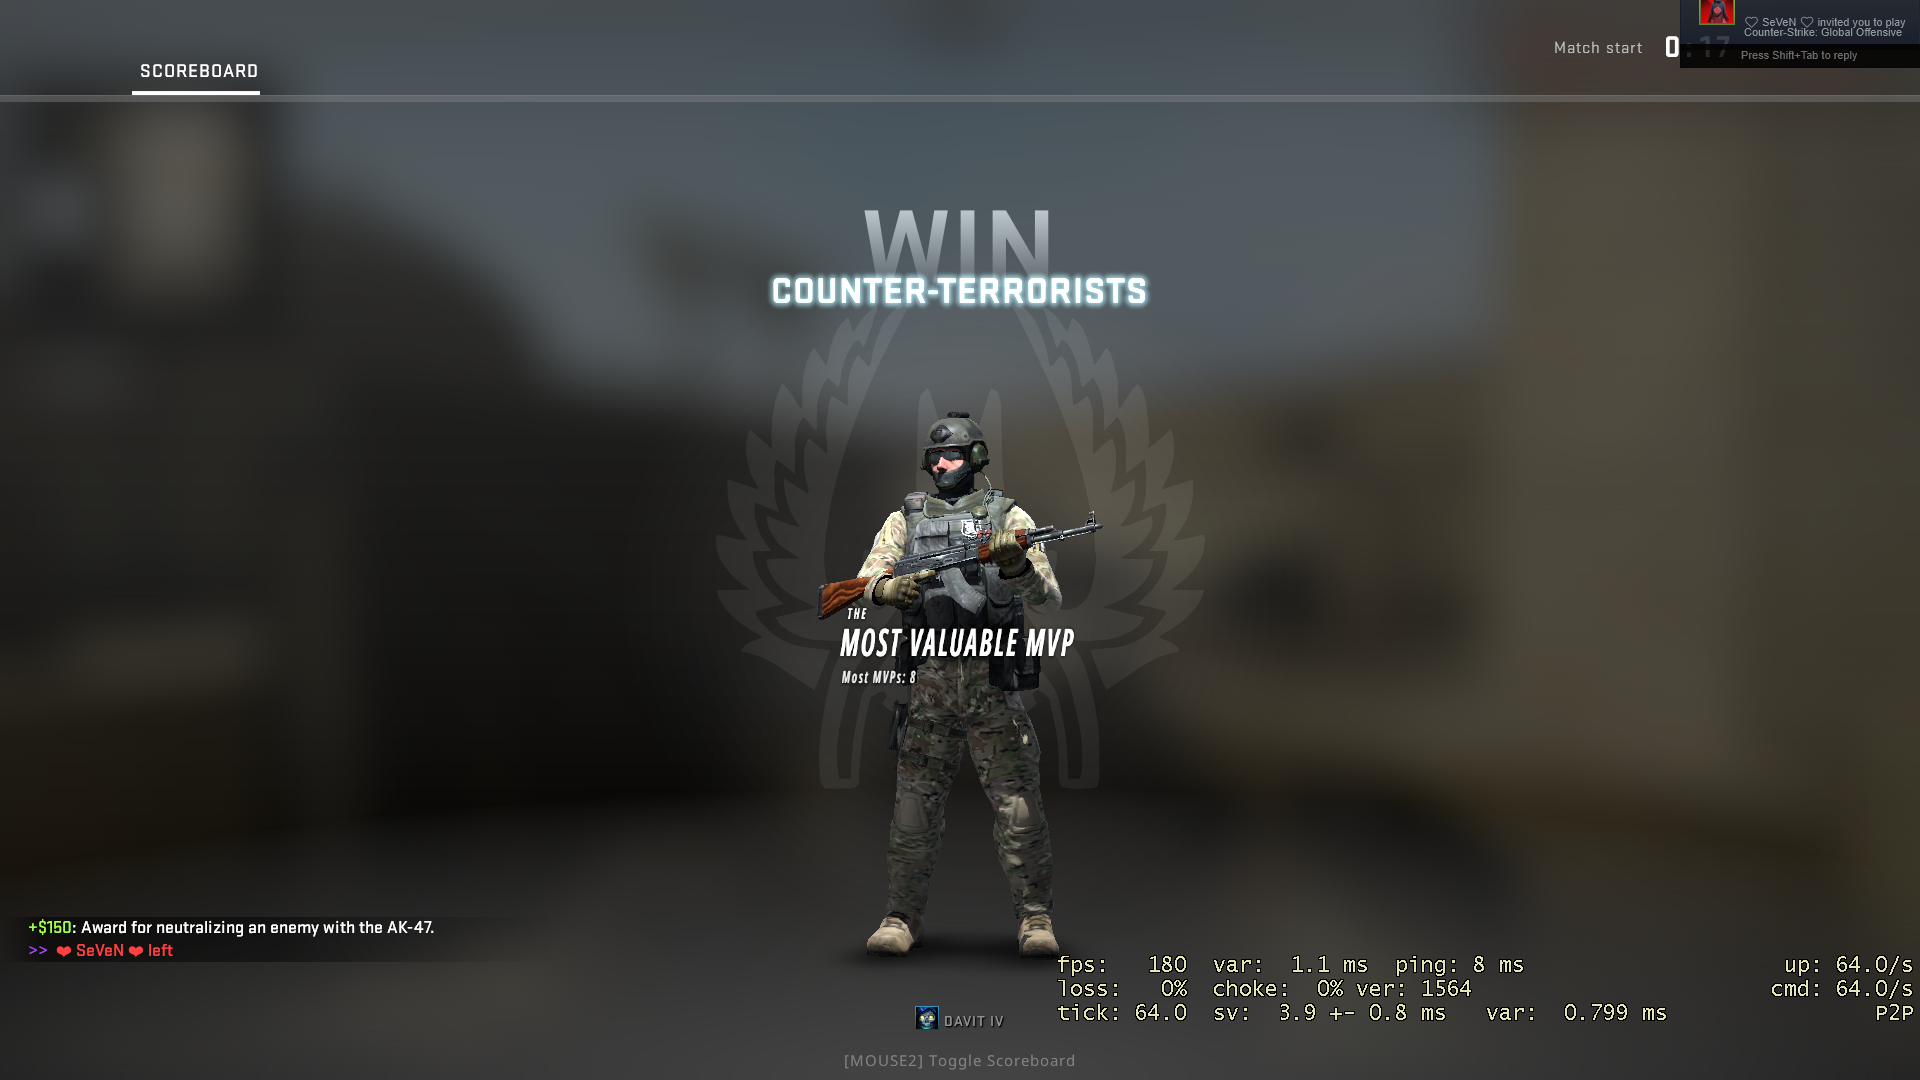 SCOREBOARD
Match start 0:17
♡ SeVeN ♡ invited you to play
Counter-Strike: Global Offensive
Press Shift+Tab to reply
WIN
COUNTER-TERRORISTS
THE
MOST VALUABLE MVP
Most MVPs: 8
+$150: Award for neutralizing an enemy with the AK-47.
>> ❤ SeVeN ❤ left
fps: 180 var: 1.1 ms ping: 8 ms up: 64.0/s
loss: 0% choke: 0% ver: 1564 cmd: 64.0/s
tick: 64.0 sv: 3.9 +- 0.8 ms var: 0.799 ms P2P
DAVIT IV
[MOUSE2] Toggle Scoreboard